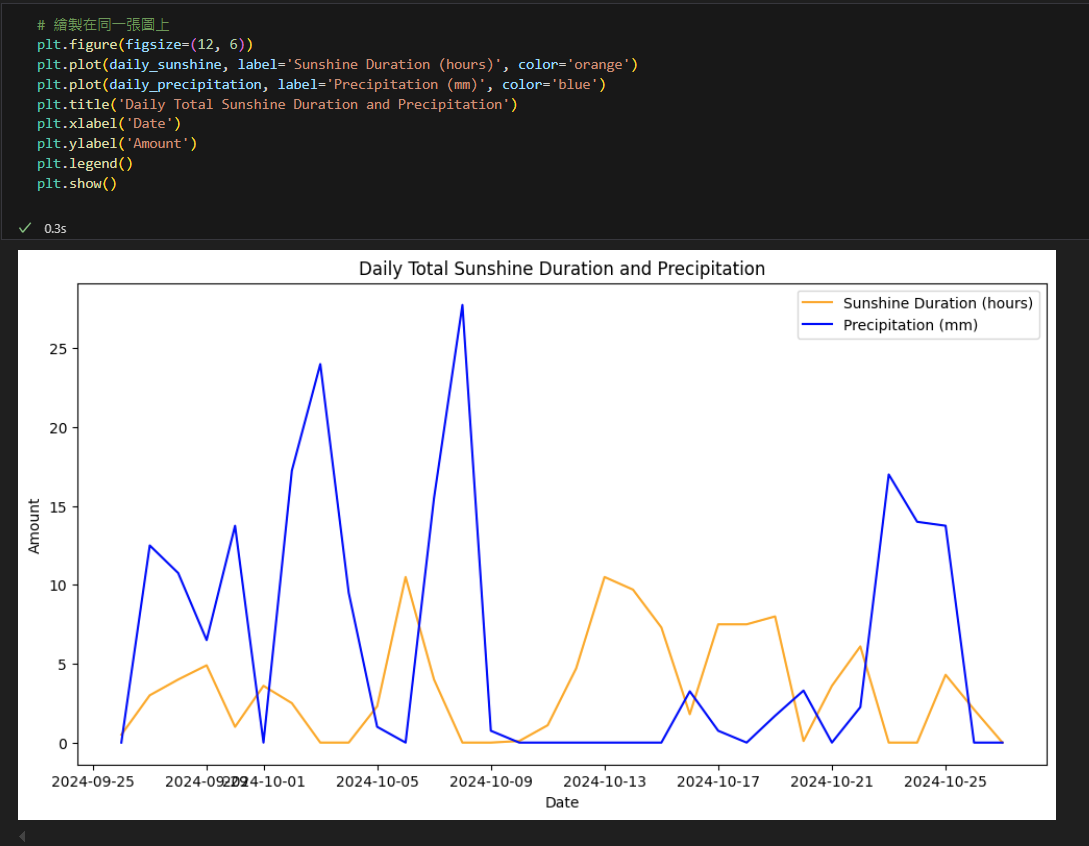 # 繪製在同一張圖上
plt.figure(figsize=(12, 6))
plt.plot(daily_sunshine, label='Sunshine Duration (hours)', color='orange')
plt.plot(daily_precipitation, label='Precipitation (mm)', color='blue')
plt.title('Daily Total Sunshine Duration and Precipitation')
plt.xlabel('Date')
plt.ylabel('Amount')
plt.legend()
plt.show()
0.3s
Daily Total Sunshine Duration and Precipitation
Sunshine Duration (hours)
Precipitation (mm)
25
20
15
10
5
0
Amount
2024-09-25 2024-09-29 2024-10-01 2024-10-05 2024-10-09 2024-10-13 2024-10-17 2024-10-21 2024-10-25
Date